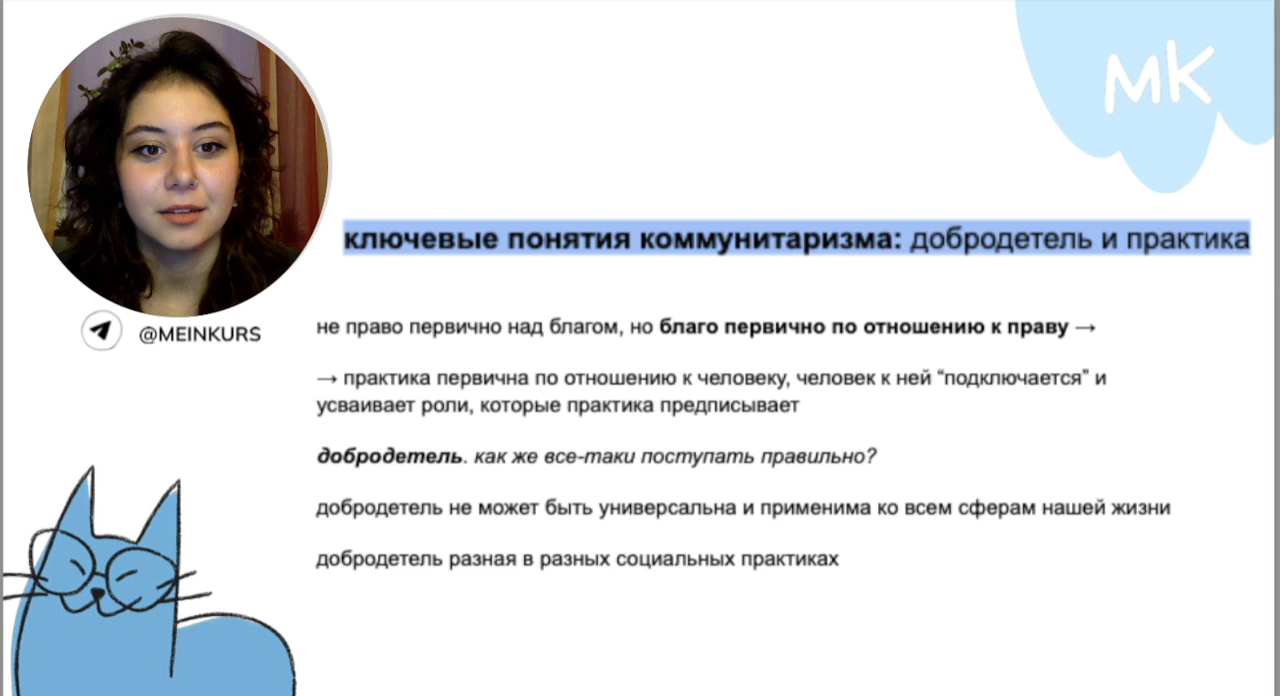 MK
ключевые понятия коммунитаризма: добродетель и практика
@MEINKURS
не право первично над благом, но благо первично по отношению к праву →
→ практика первична по отношению к человеку, человек к ней “подключается” и
усваивает роли, которые практика предписывает
добродетель. как же все-таки поступать правильно?
добродетель не может быть универсальна и применима ко всем сферам нашей жизни
добродетель разная в разных социальных практиках